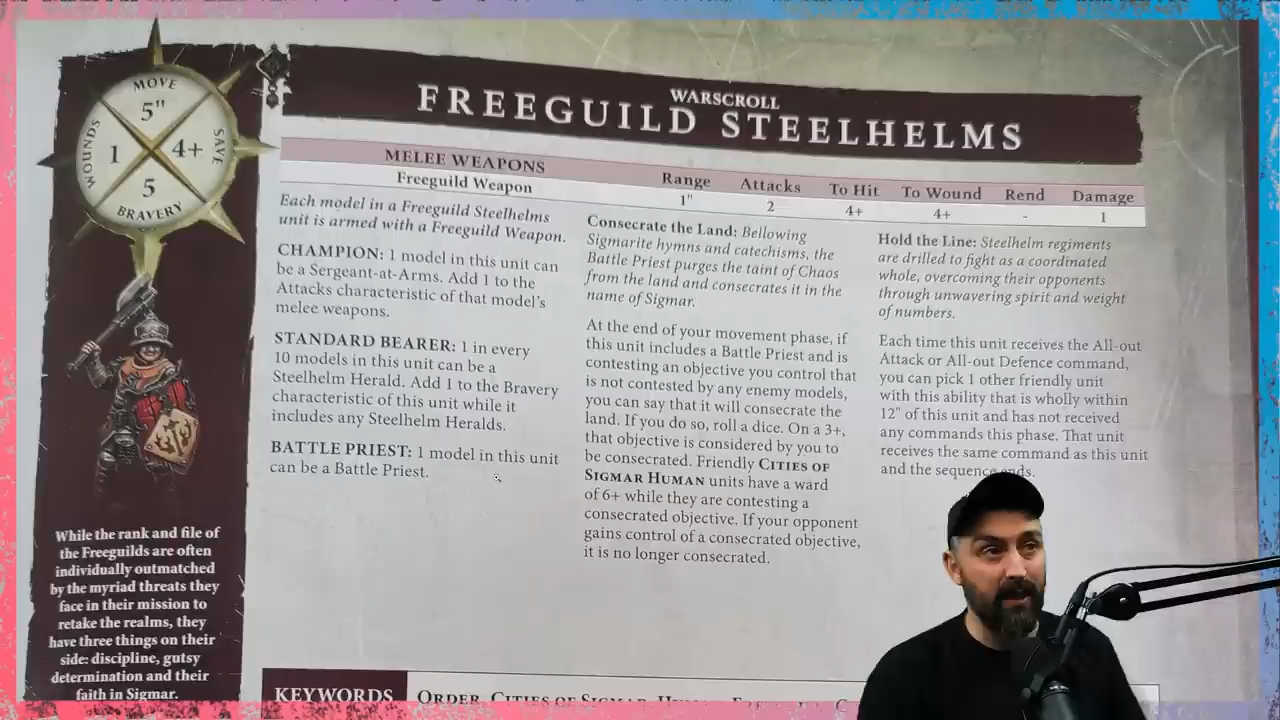 WARSCROLL
FREEGUILD STEELHELMS
MOVE
5"
WOUNDS
1
4+
SAVE
5
BRAVERY
MELEE WEAPONS Range Attacks To Hit To Wound Rend Damage
Freeguild Weapon 1" 2 4+ 4+ - 1
Each model in a Freeguild Steelhelms
unit is armed with a Freeguild Weapon.
CHAMPION: 1 model in this unit can
be a Sergeant-at-Arms. Add 1 to the
Attacks characteristic of that model's
melee weapons.
STANDARD BEARER: 1 in every
10 models in this unit can be a
Steelhelm Herald. Add 1 to the Bravery
characteristic of this unit while it
includes any Steelhelm Heralds.
BATTLE PRIEST: 1 model in this unit
can be a Battle Priest.
Consecrate the Land: Bellowing
Sigmarite hymns and catechisms, the
Battle Priest purges the taint of Chaos
from the land and consecrates it in the
name of Sigmar.
At the end of your movement phase, if
this unit includes a Battle Priest and is
contesting an objective you control that
is not contested by any enemy models,
you can say that it will consecrate the
land. If you do so, roll a dice. On a 3+,
that objective is considered by you to
be consecrated. Friendly CITIES OF
SIGMAR HUMAN units have a ward
of 6+ while they are contesting a
consecrated objective. If your opponent
gains control of a consecrated objective,
it is no longer consecrated.
Hold the Line: Steelhelm regiments
are drilled to fight as a coordinated
whole, overcoming their opponents
through unwavering spirit and weight
of numbers.
Each time this unit receives the All-out
Attack or All-out Defence command,
you can pick 1 other friendly unit
with this ability that is wholly within
12" of this unit and has not received
any commands this phase. That unit
receives the same command as this unit
and the sequence ends.
While the rank and file of
the Freeguilds are often
individually outmatched
by the myriad threats they
face in their mission to
retake the realms, they
have three things on their
side: discipline, gutsy
determination and their
faith in Sigmar.
KEYWORDS ORDER, CITIES OF SIGMAR, HUMAN